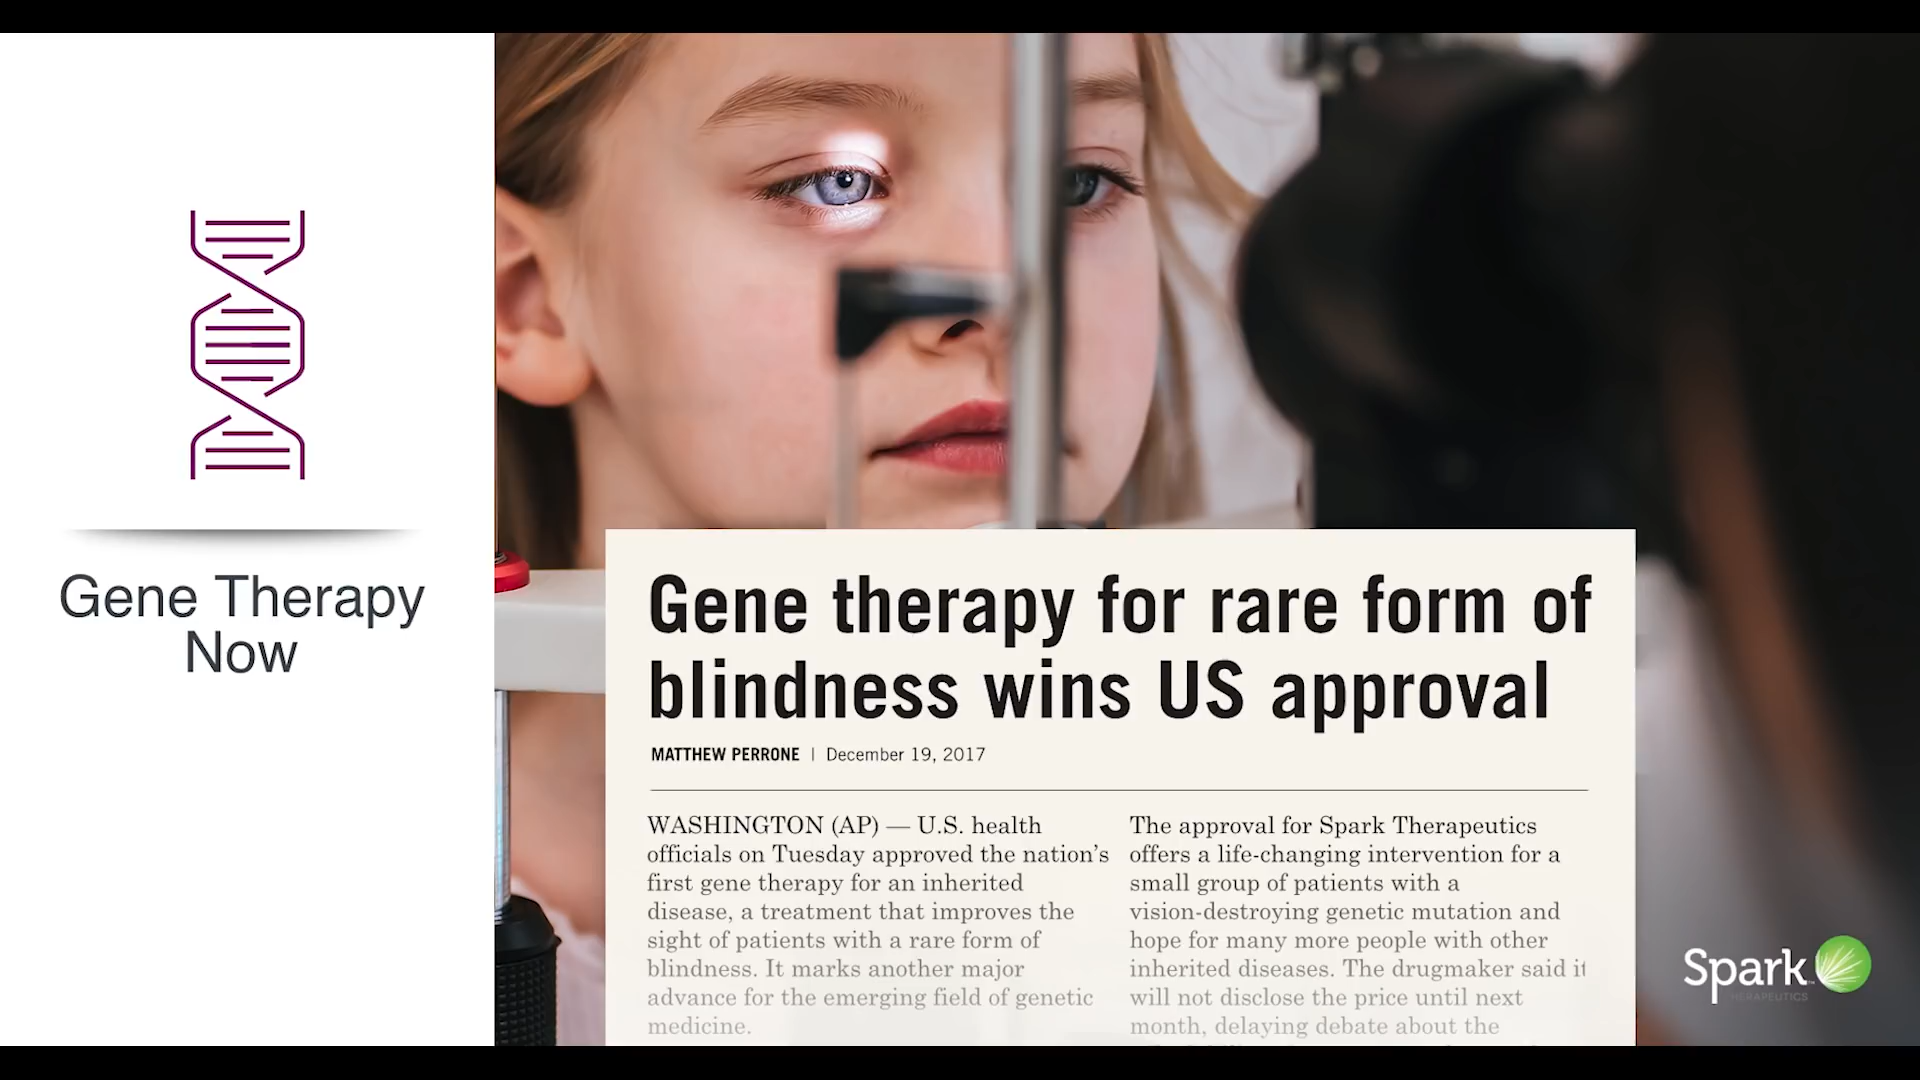 Gene Therapy
Now
Gene therapy for rare form of
blindness wins US approval
MATTHEW PERRONE | December 19, 2017
WASHINGTON (AP) — U.S. health
officials on Tuesday approved the nation's
first gene therapy for an inherited
disease, a treatment that improves the
sight of patients with a rare form of
blindness. It marks another major
advance for the emerging field of genetic
medicine.
The approval for Spark Therapeutics
offers a life-changing intervention for a
small group of patients with a
vision-destroying genetic mutation and
hope for many more people with other
inherited diseases. The drugmaker said it
will not disclose the price until next
month, delaying debate about the
Spark
THERAPEUTICS